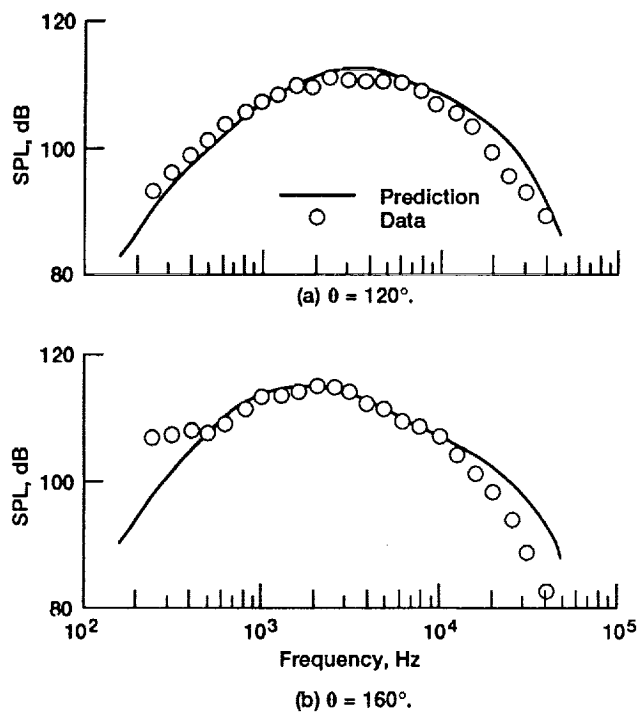 120
100
80
SPL, dB
Prediction
Data
(a) θ = 120°.
120
100
80
SPL, dB
10² 10³ 10⁴ 10⁵
Frequency, Hz
(b) θ = 160°.